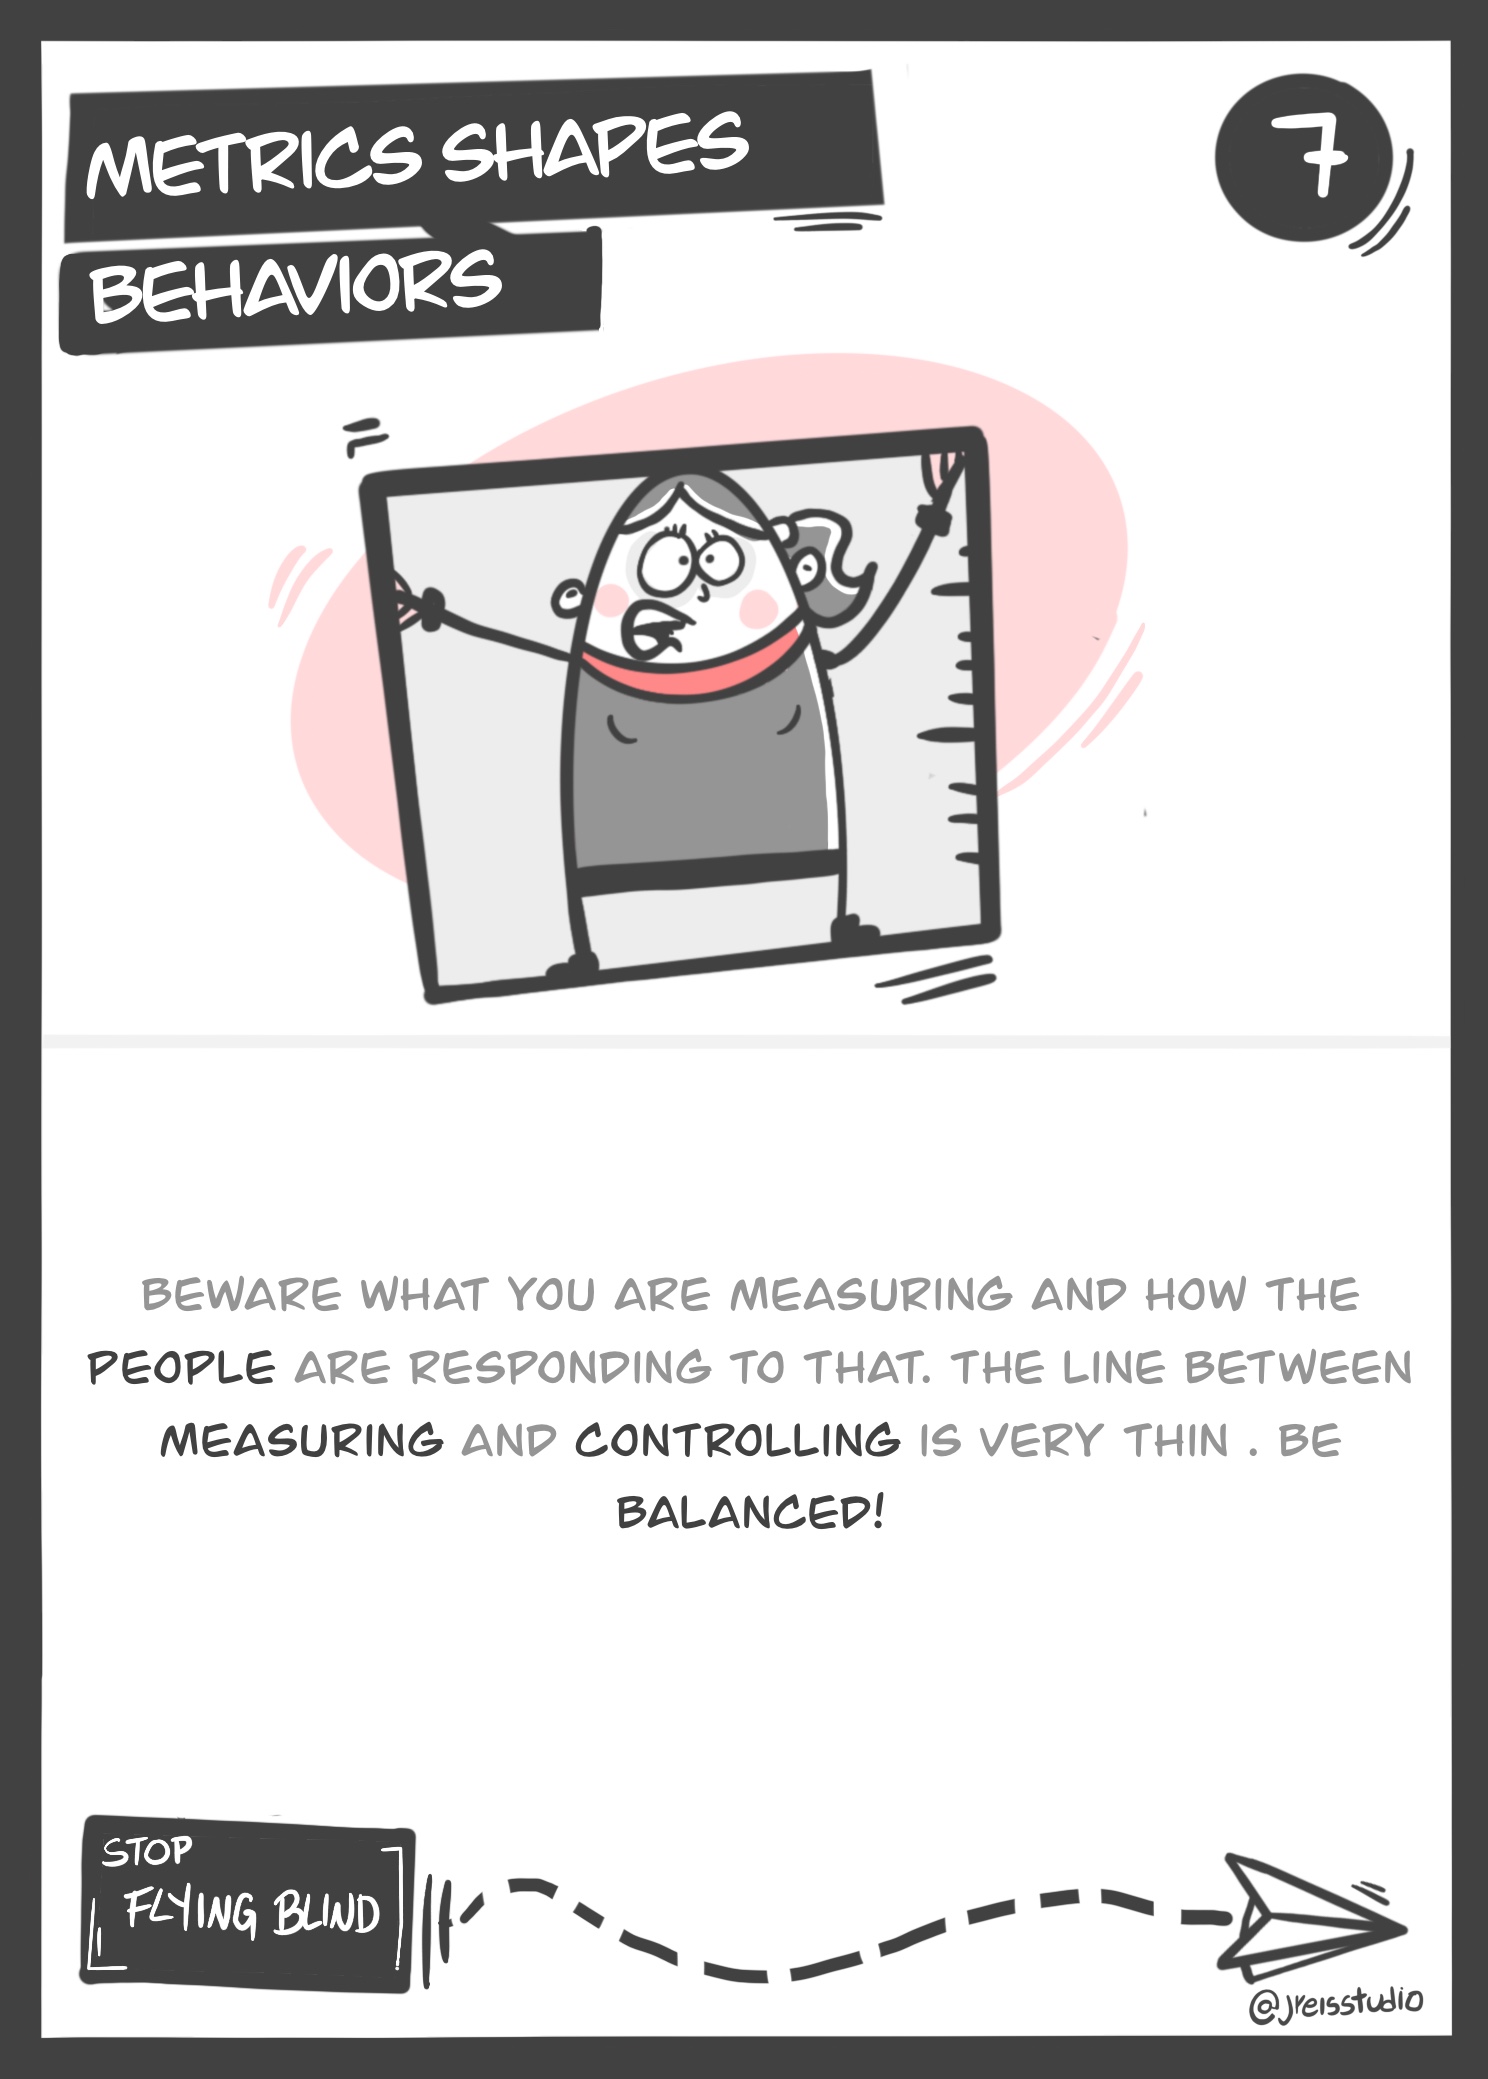 METRICS SHAPES
BEHAVIORS
7
BEWARE WHAT YOU ARE MEASURING AND HOW THE
PEOPLE ARE RESPONDING TO THAT. THE LINE BETWEEN
MEASURING AND CONTROLLING IS VERY THIN . BE
BALANCED!
STOP
FLYING BLIND
@jreisstudio